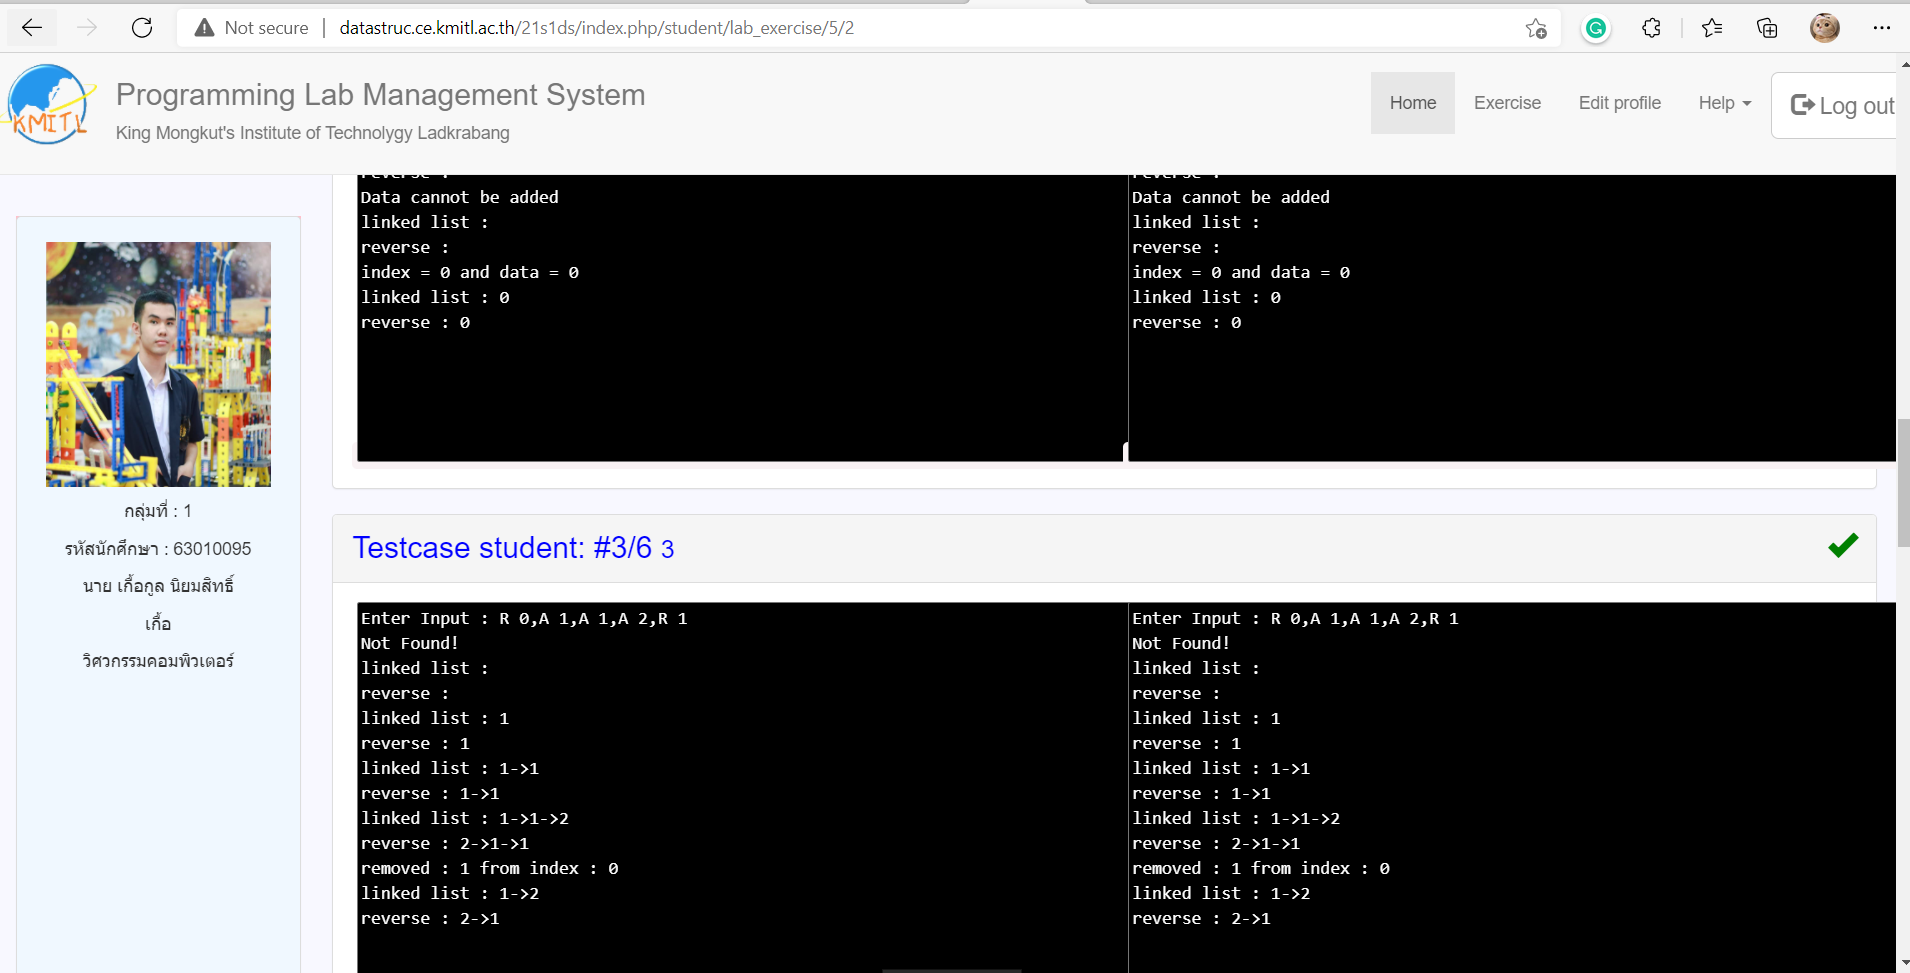 Not secure
datastruc.ce.kmitl.ac.th/21s1ds/index.php/student/lab_exercise/5/2
KMITL
Programming Lab Management System
King Mongkut's Institute of Technolygy Ladkrabang
Home
Exercise
Edit profile
Help
Log out
กลุ่มที่ : 1
รหัสนักศึกษา : 63010095
นาย เกื้อกูล นิยมสิทธิ์
เกื้อ
วิศวกรรมคอมพิวเตอร์
reverse :
Data cannot be added
linked list :
reverse :
index = 0 and data = 0
linked list : 0
reverse : 0
reverse :
Data cannot be added
linked list :
reverse :
index = 0 and data = 0
linked list : 0
reverse : 0
Testcase student: #3/6 3
Enter Input : R 0,A 1,A 1,A 2,R 1
Not Found!
linked list :
reverse :
linked list : 1
reverse : 1
linked list : 1->1
reverse : 1->1
linked list : 1->1->2
reverse : 2->1->1
removed : 1 from index : 0
linked list : 1->2
reverse : 2->1
Enter Input : R 0,A 1,A 1,A 2,R 1
Not Found!
linked list :
reverse :
linked list : 1
reverse : 1
linked list : 1->1
reverse : 1->1
linked list : 1->1->2
reverse : 2->1->1
removed : 1 from index : 0
linked list : 1->2
reverse : 2->1